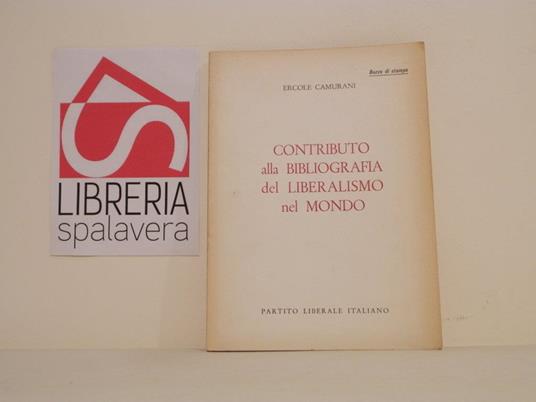 LIBRERIA
spalavera
Bozze di stampa
ERCOLE CAMURANI
CONTRIBUTO
alla BIBLIOGRAFIA
del LIBERALISMO
nel MONDO
PARTITO LIBERALE ITALIANO